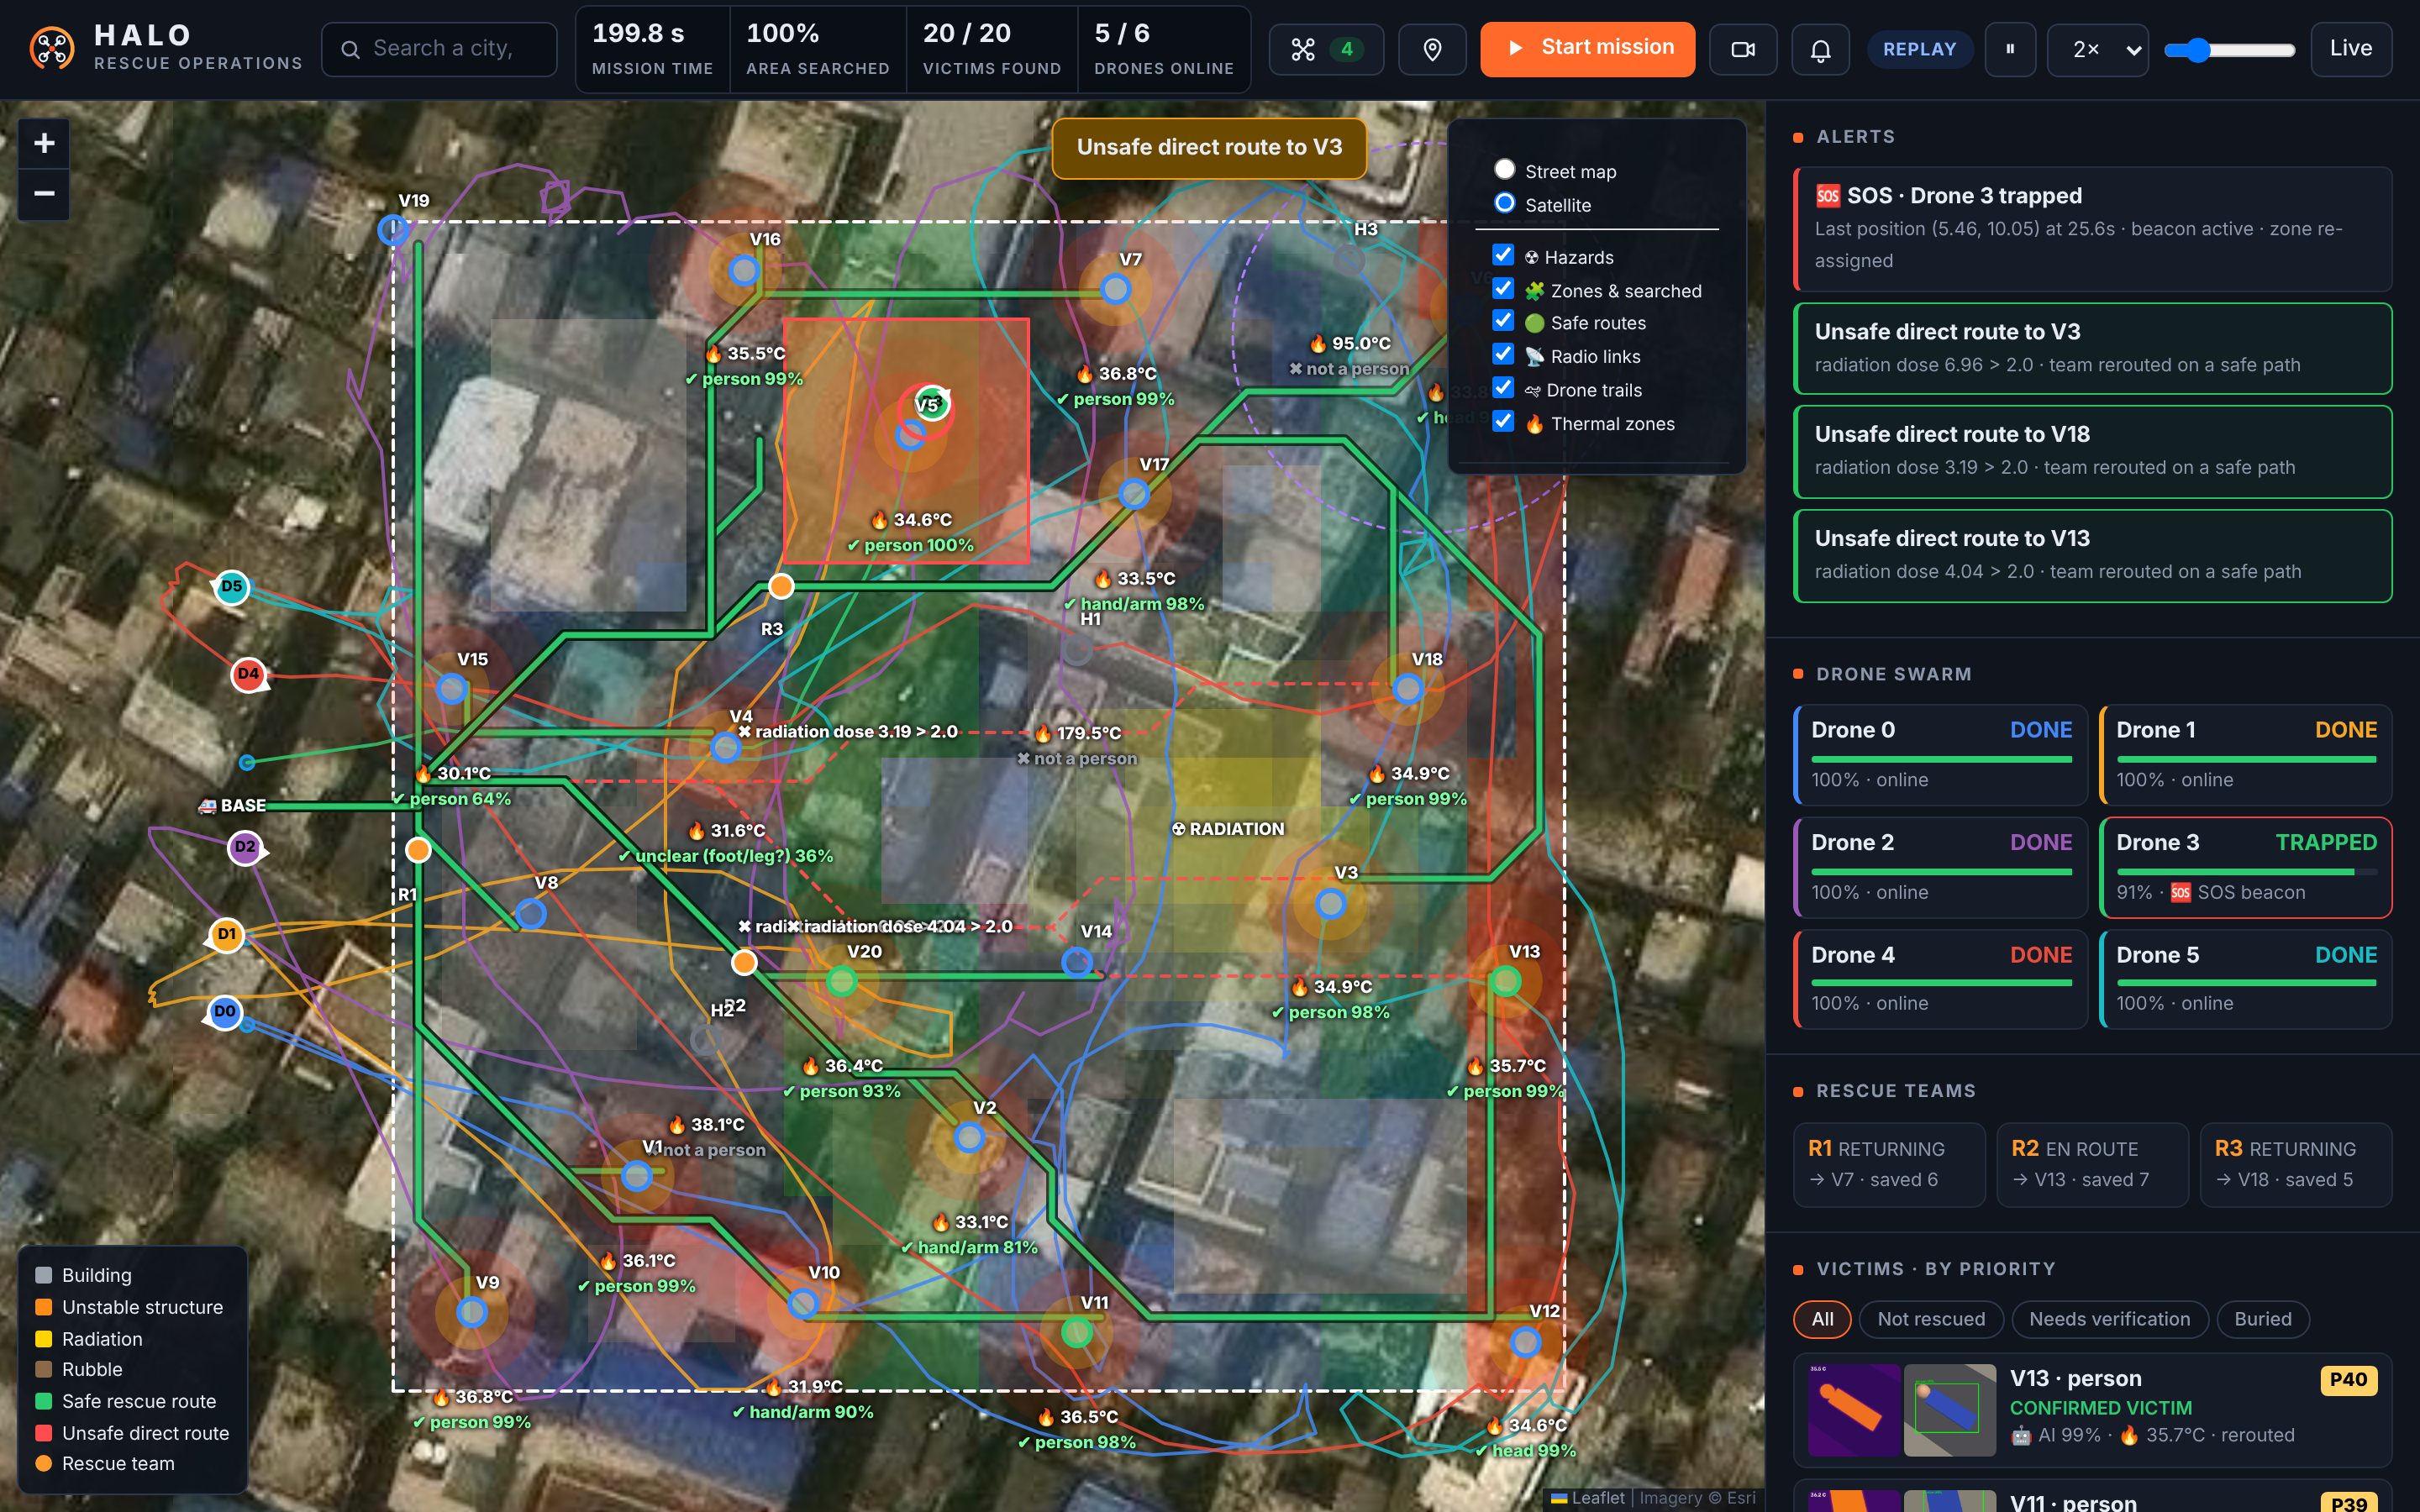 HALO
RESCUE OPERATIONS
Search a city,
199.8 s
MISSION TIME
100%
AREA SEARCHED
20 / 20
VICTIMS FOUND
5 / 6
DRONES ONLINE
4
Start mission
REPLAY
2×
Live
+
−
Unsafe direct route to V3
Street map
Satellite
☢ Hazards
🧩 Zones & searched
🟢 Safe routes
📡 Radio links
🛩 Drone trails
🔥 Thermal zones
V19
V16
V7
H3
🔥 35.5°C
✔ person 99%
🔥 36.8°C
✔ person 99%
🔥 95.0°C
✖ not a person
V5
🔥 34.6°C
✔ person 100%
V17
🔥 33.5°C
✔ hand/arm 98%
H1
D5
D4
R3
V15
V18
V4
✖ radiation dose 3.19 > 2.0
🔥 179.5°C
✖ not a person
🔥 30.1°C
✔ person 64%
🔥 34.9°C
✔ person 99%
🚑 BASE
🔥 31.6°C
✔ unclear (foot/leg?) 36%
☢ RADIATION
D2
R1
V8
V3
D1
✖ radiation dose 4.04 > 2.0
V14
V20
V13
🔥 34.9°C
✔ person 98%
D0
H2
🔥 36.4°C
✔ person 93%
🔥 35.7°C
✔ person 99%
V2
🔥 38.1°C
not a person
V1
🔥 33.1°C
✔ hand/arm 81%
🔥 36.1°C
✔ person 99%
V9
V10
V11
V12
🔥 36.8°C
✔ person 99%
🔥 31.9°C
✔ hand/arm 90%
🔥 36.5°C
✔ person 98%
🔥 34.6°C
✔ head 99%
Building
Unstable structure
Radiation
Rubble
Safe rescue route
Unsafe direct route
Rescue team
Leaflet | Imagery © Esri
ALERTS
🆘 SOS · Drone 3 trapped
Last position (5.46, 10.05) at 25.6s · beacon active · zone re-
assigned
Unsafe direct route to V3
radiation dose 6.96 > 2.0 · team rerouted on a safe path
Unsafe direct route to V18
radiation dose 3.19 > 2.0 · team rerouted on a safe path
Unsafe direct route to V13
radiation dose 4.04 > 2.0 · team rerouted on a safe path
DRONE SWARM
Drone 0 DONE
100% · online
Drone 1 DONE
100% · online
Drone 2 DONE
100% · online
Drone 3 TRAPPED
91% · 🆘 SOS beacon
Drone 4 DONE
100% · online
Drone 5 DONE
100% · online
RESCUE TEAMS
R1 RETURNING
→ V7 · saved 6
R2 EN ROUTE
→ V13 · saved 7
R3 RETURNING
→ V18 · saved 5
VICTIMS · BY PRIORITY
All
Not rescued
Needs verification
Buried
V13 · person
P40
CONFIRMED VICTIM
🤖 AI 99% · 🔥 35.7°C · rerouted
V11 · person
P39